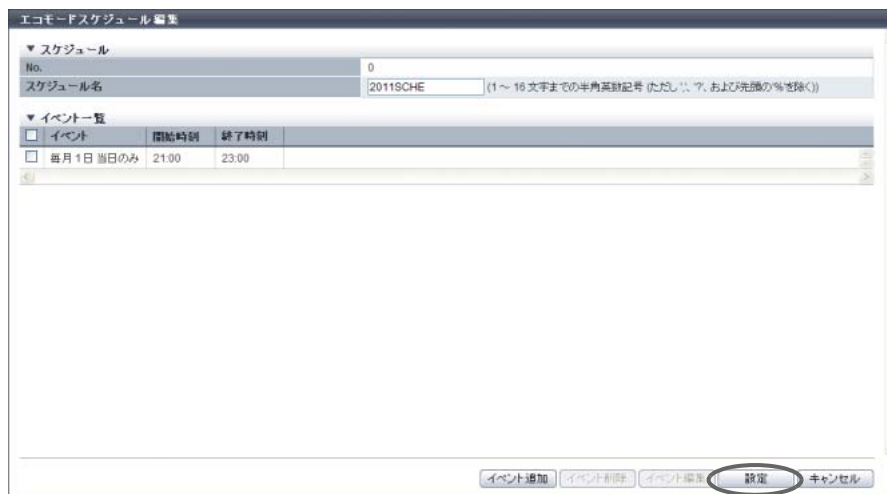 エコモードスケジュール編集
▼ スケジュール
No. 0
スケジュール名 2011SCHE (1 ~ 16 文字までの半角英数記号 (ただし ',', '?', および先頭の'%'を除く))
▼ イベント一覧
イベント 開始時刻 終了時刻
毎月1日 当日のみ 21:00 23:00
イベント追加 イベント削除 イベント編集 設定 キャンセル